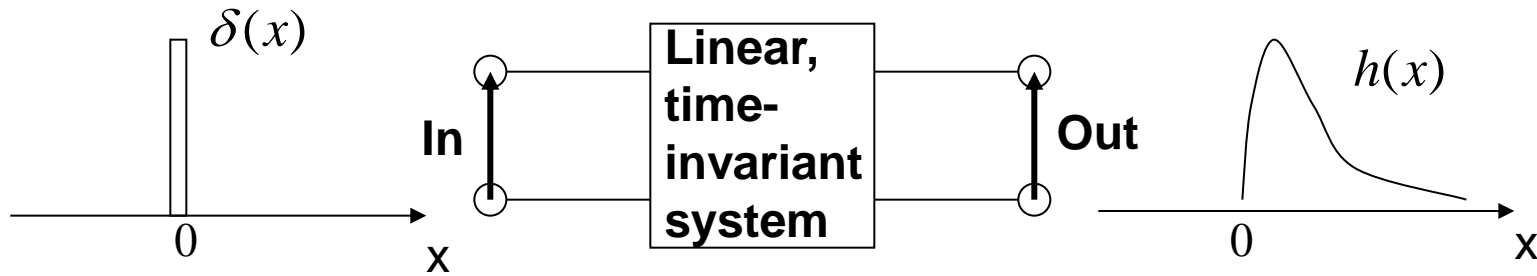 δ(x)
0
x
In
Linear,
time-
invariant
system
Out
h(x)
0
x